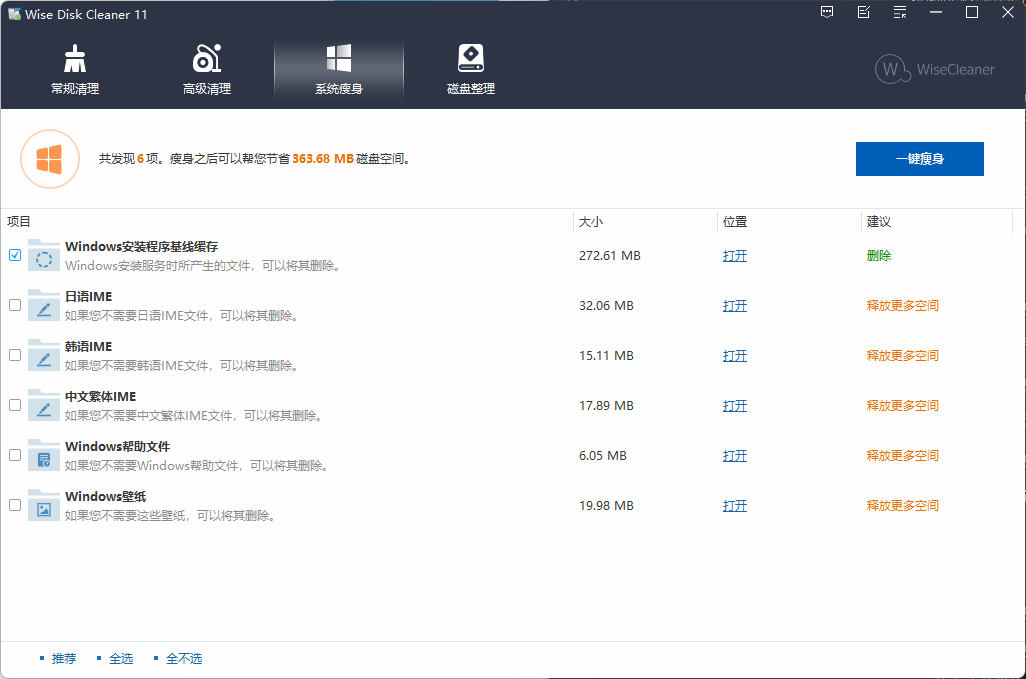 Wise Disk Cleaner 11
常规清理
高级清理
系统瘦身
磁盘整理
W WiseCleaner
共发现6项。瘦身之后可以帮您节省363.68 MB磁盘空间。
一键瘦身
项目 大小 位置 建议
Windows安装程序基线缓存
Windows安装服务时所产生的文件，可以将其删除。
272.61 MB 打开 删除
日语IME
如果您不需要日语IME文件，可以将其删除。
32.06 MB 打开 释放更多空间
韩语IME
如果您不需要韩语IME文件，可以将其删除。
15.11 MB 打开 释放更多空间
中文繁体IME
如果您不需要中文繁体IME文件，可以将其删除。
17.89 MB 打开 释放更多空间
Windows帮助文件
如果您不需要Windows帮助文件，可以将其删除。
6.05 MB 打开 释放更多空间
Windows壁纸
如果您不需要这些壁纸，可以将其删除。
19.98 MB 打开 释放更多空间
推荐 全选 全不选